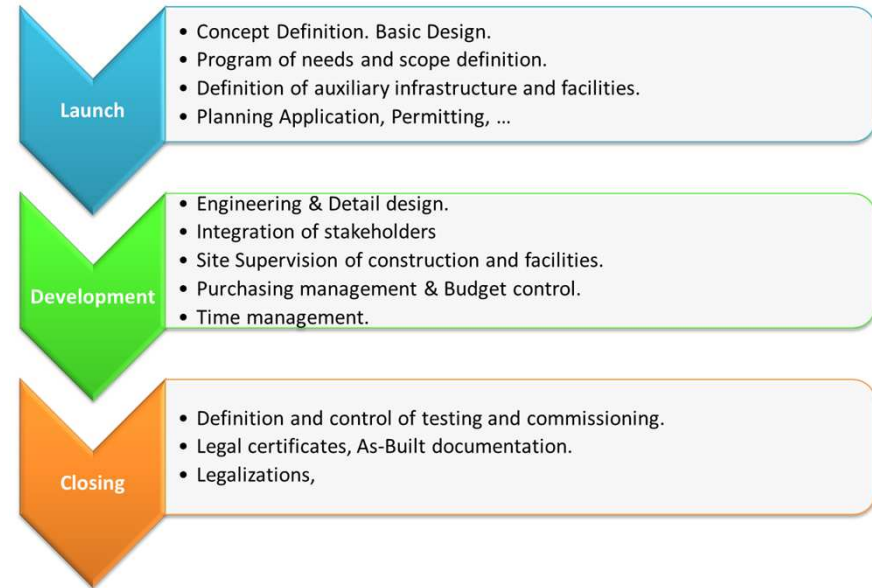 Launch
• Concept Definition. Basic Design.
• Program of needs and scope definition.
• Definition of auxiliary infrastructure and facilities.
• Planning Application, Permitting, ...
Development
• Engineering & Detail design.
• Integration of stakeholders
• Site Supervision of construction and facilities.
• Purchasing management & Budget control.
• Time management.
Closing
• Definition and control of testing and commissioning.
• Legal certificates, As-Built documentation.
• Legalizations,